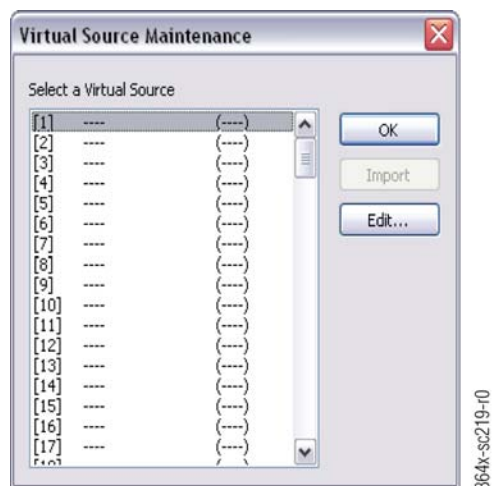 Virtual Source Maintenance
Select a Virtual Source
[1] ---- (----)
[2] ---- (----)
[3] ---- (----)
[4] ---- (----)
[5] ---- (----)
[6] ---- (----)
[7] ---- (----)
[8] ---- (----)
[9] ---- (----)
[10] ---- (----)
[11] ---- (----)
[12] ---- (----)
[13] ---- (----)
[14] ---- (----)
[15] ---- (----)
[16] ---- (----)
[17] ---- (----)
OK
Import
Edit...
864x-sc219-r0